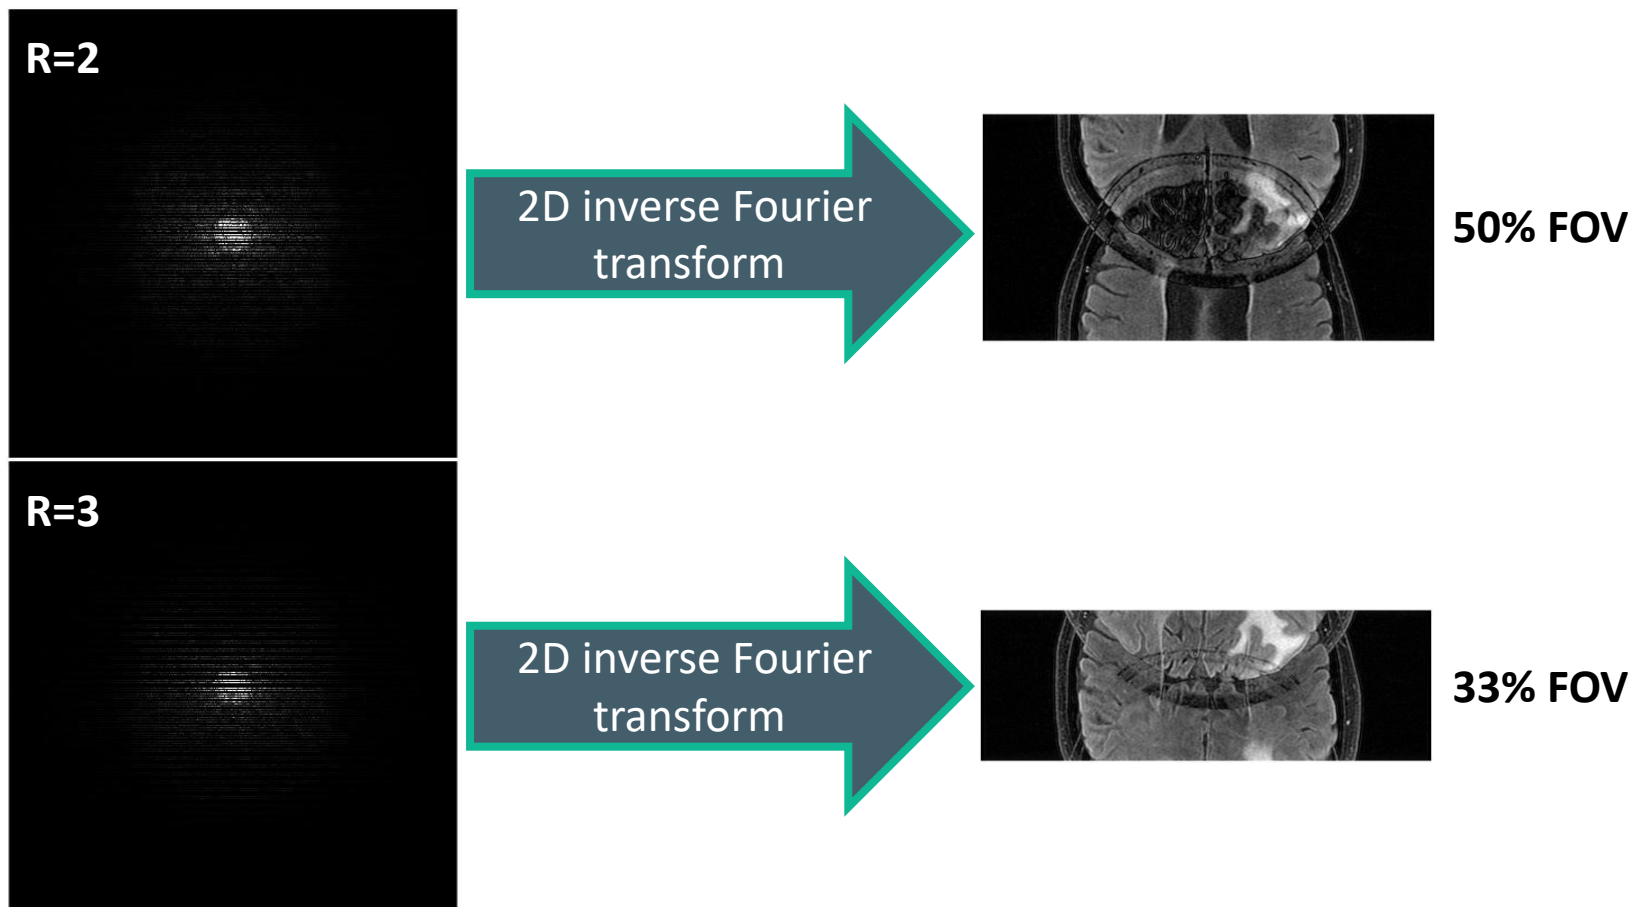 R=2
2D inverse Fourier
transform
50% FOV
R=3
2D inverse Fourier
transform
33% FOV